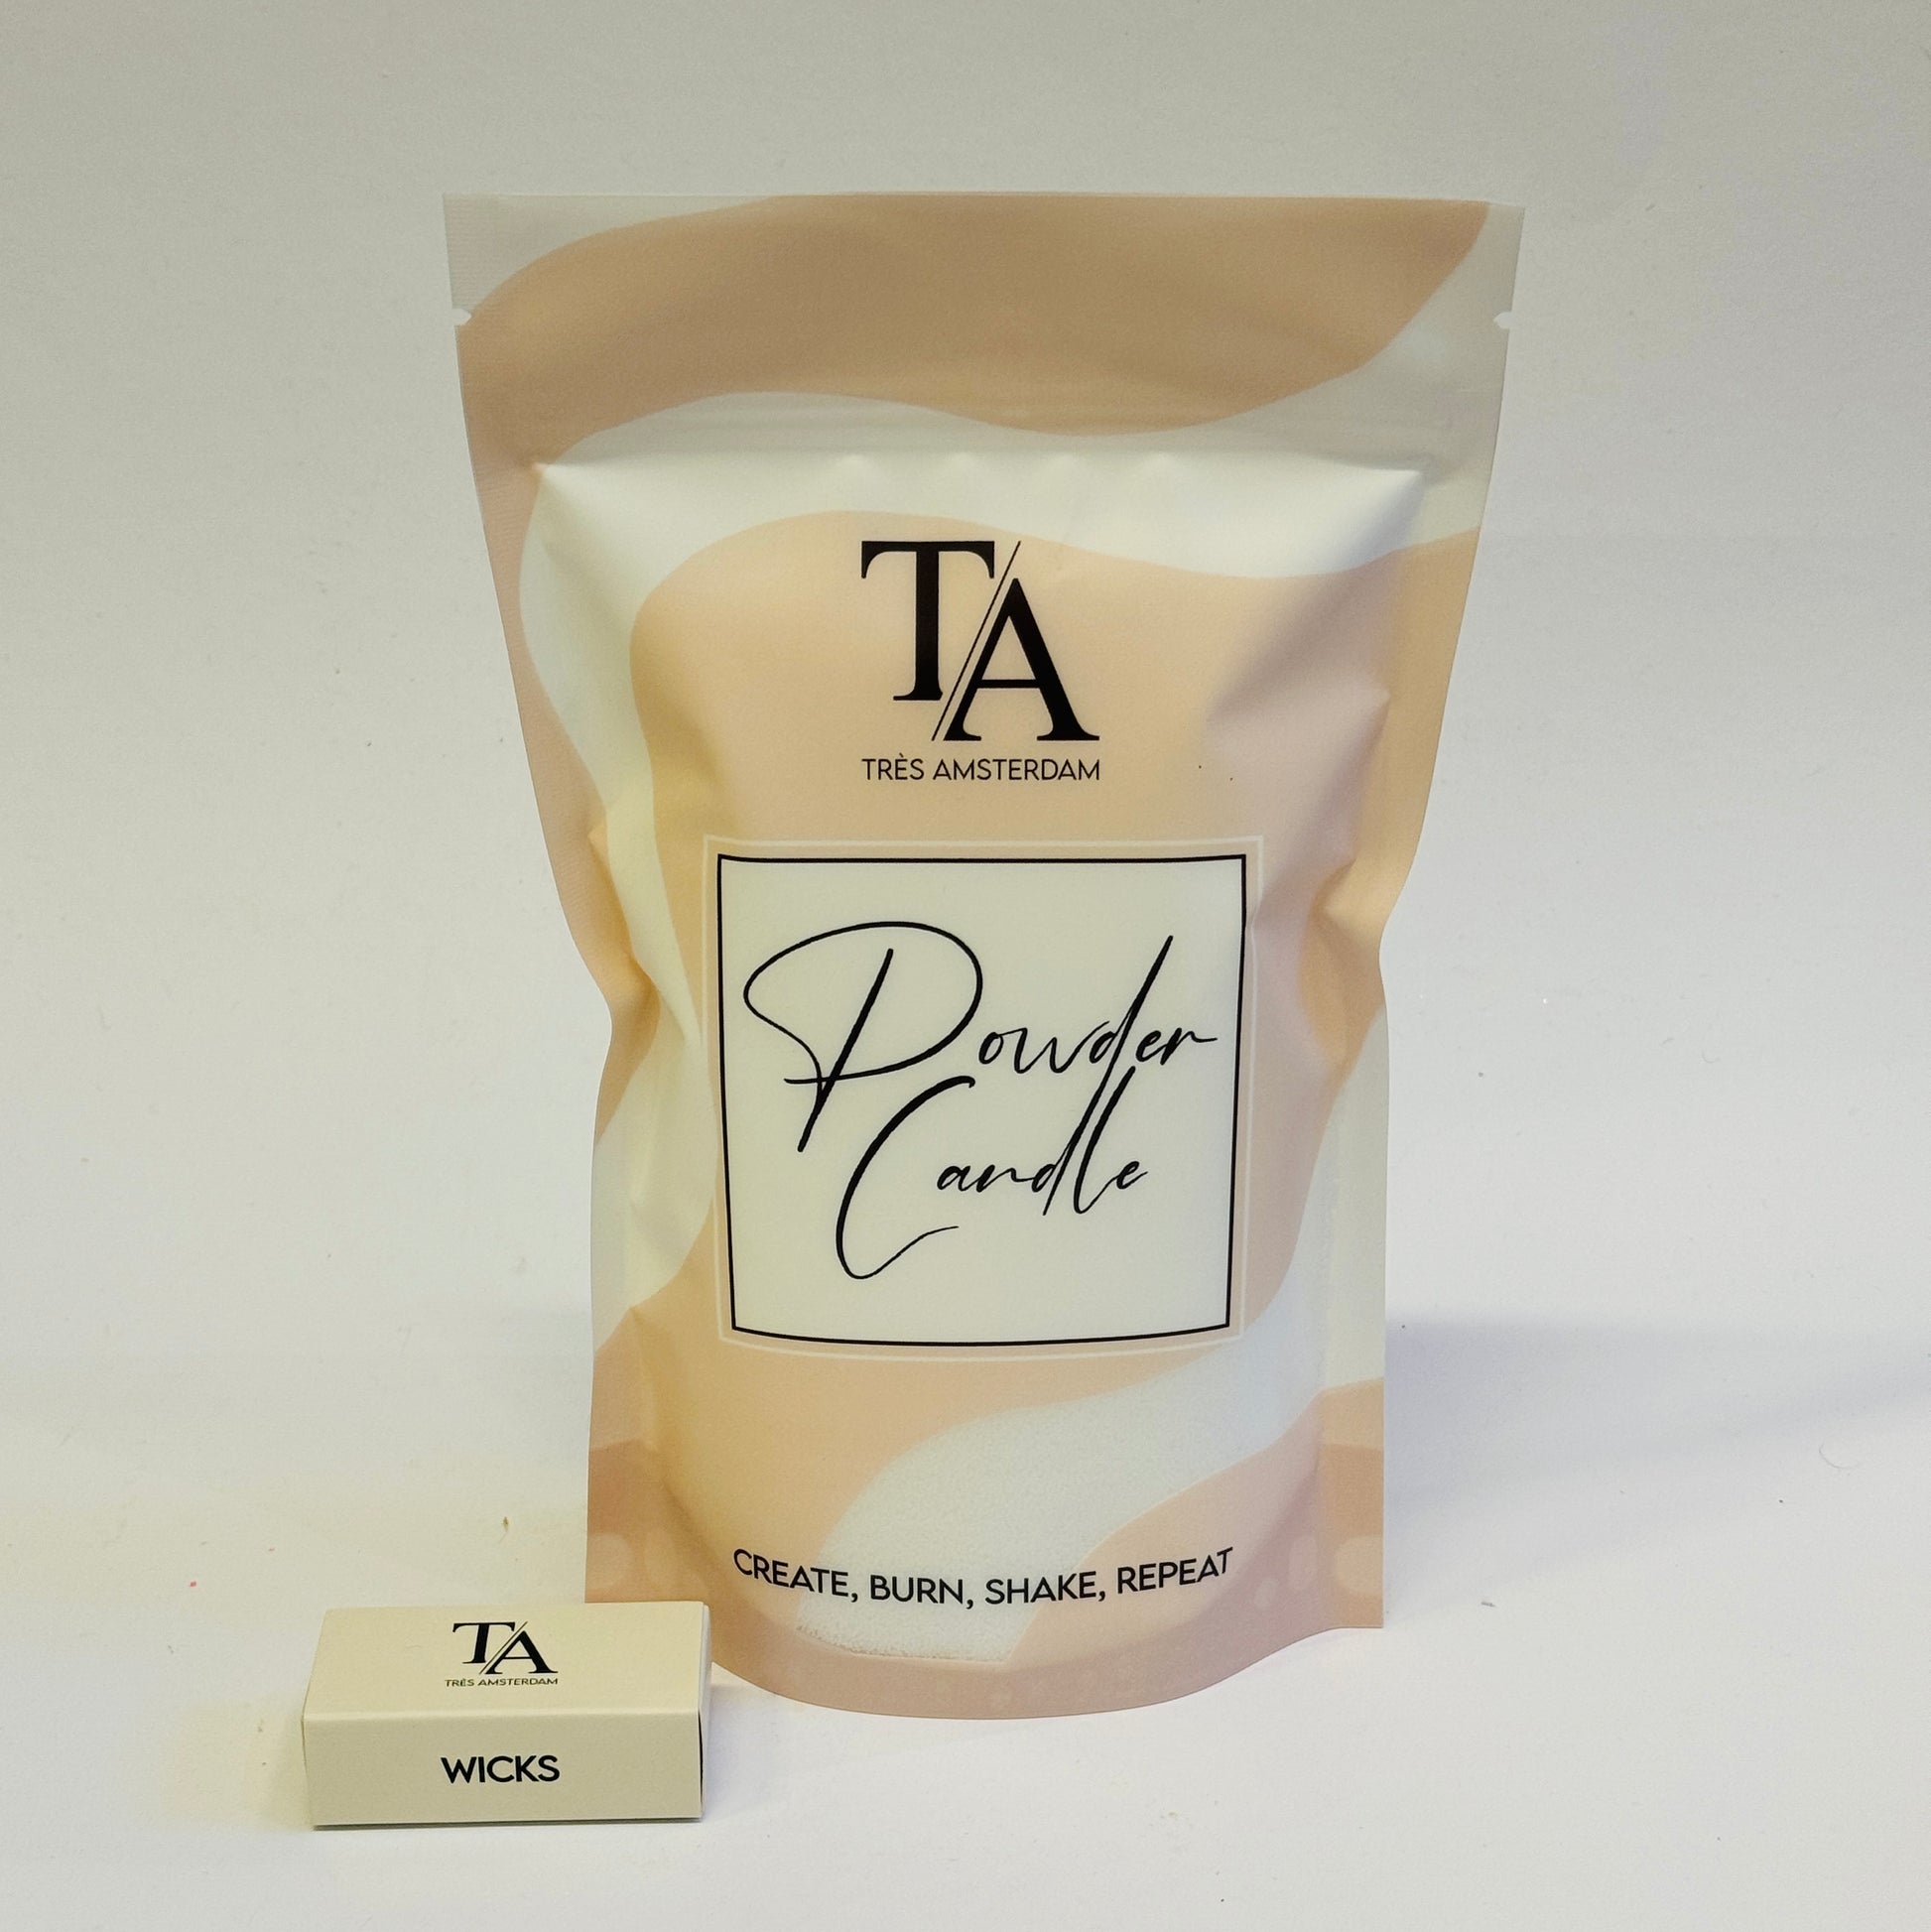 T/A
TRÈS AMSTERDAM
Powder
Candle
CREATE, BURN, SHAKE, REPEAT
T/A
TRÈS AMSTERDAM
WICKS